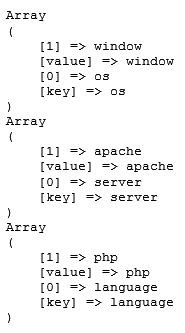 Array
(
    [1] => window
    [value] => window
    [0] => os
    [key] => os
)
Array
(
    [1] => apache
    [value] => apache
    [0] => server
    [key] => server
)
Array
(
    [1] => php
    [value] => php
    [0] => language
    [key] => language
)